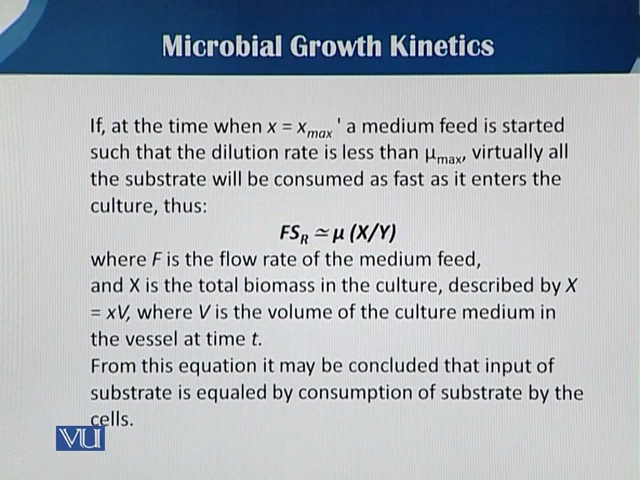 Microbial Growth Kinetics
If, at the time when x = xmax ' a medium feed is started
such that the dilution rate is less than μmax, virtually all
the substrate will be consumed as fast as it enters the
culture, thus:
FSR ≃ μ (X/Y)
where F is the flow rate of the medium feed,
and X is the total biomass in the culture, described by X
= xV, where V is the volume of the culture medium in
the vessel at time t.
From this equation it may be concluded that input of
substrate is equaled by consumption of substrate by the
cells.
VU